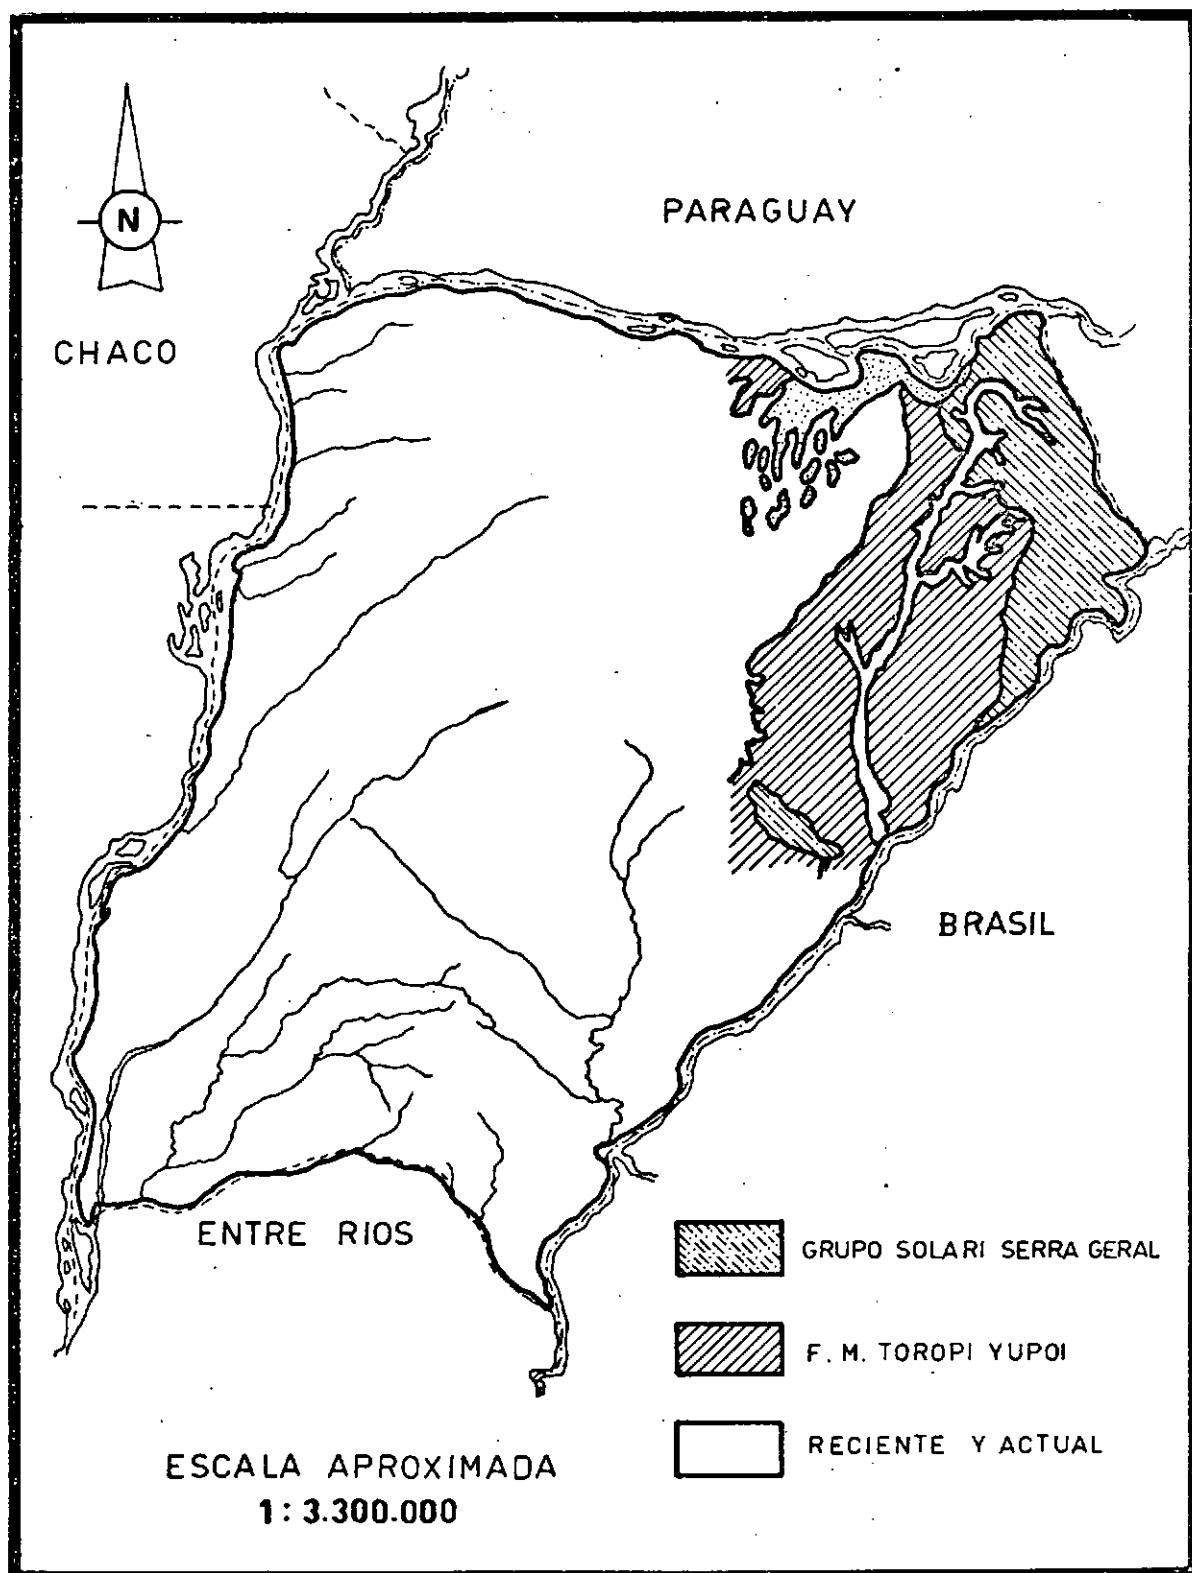 N
PARAGUAY
CHACO
BRASIL
ENTRE RIOS
GRUPO SOLARI SERRA GERAL
F. M. TOROPI YUPOI
RECIENTE Y ACTUAL
ESCALA APROXIMADA
1: 3.300.000